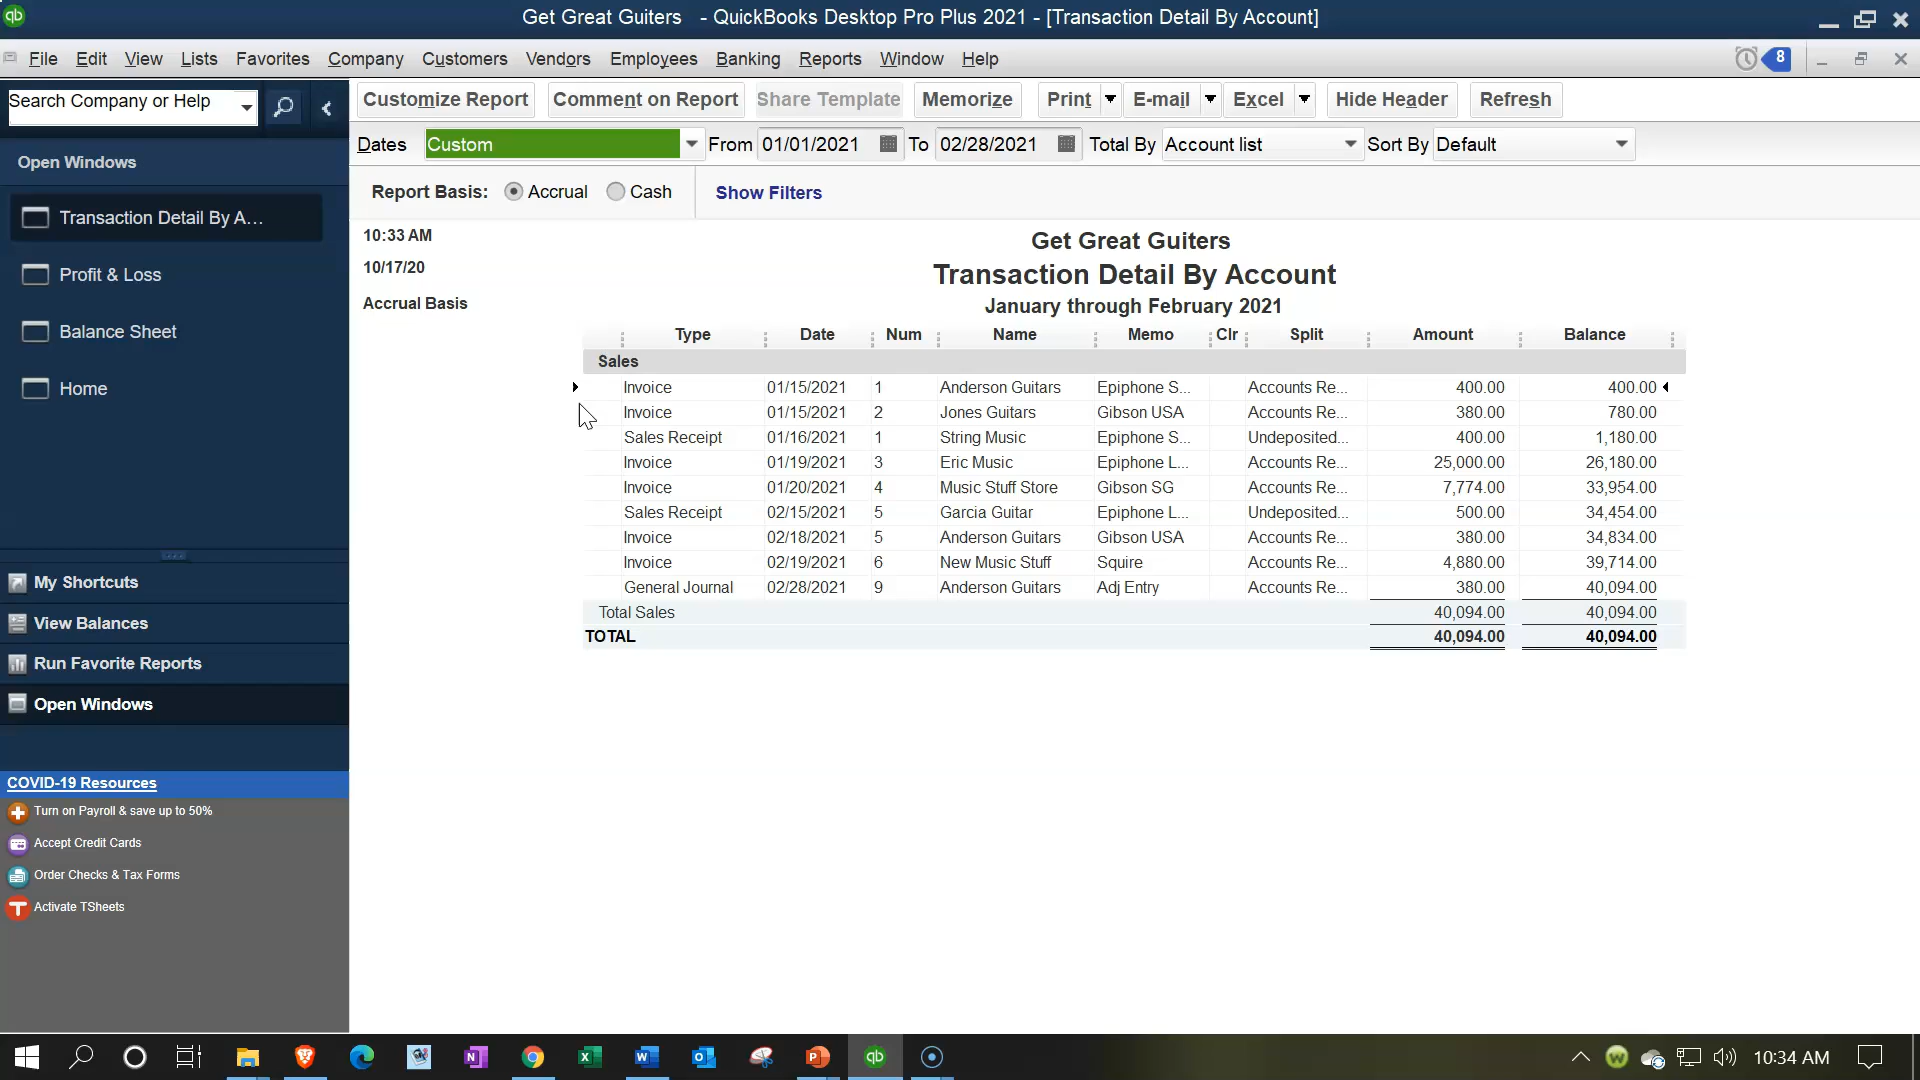 qb Get Great Guiters - QuickBooks Desktop Pro Plus 2021 - [Transaction Detail By Account]
File Edit View Lists Favorites Company Customers Vendors Employees Banking Reports Window Help 8
Search Company or Help
Customize Report Comment on Report Share Template Memorize Print E-mail Excel Hide Header Refresh
Dates Custom From 01/01/2021 To 02/28/2021 Total By Account list Sort By Default
Report Basis: Accrual Cash Show Filters
Open Windows
Transaction Detail By A...
Profit & Loss
Balance Sheet
Home
My Shortcuts
View Balances
Run Favorite Reports
Open Windows
COVID-19 Resources
Turn on Payroll & save up to 50%
Accept Credit Cards
Order Checks & Tax Forms
Activate TSheets
10:33 AM
10/17/20
Accrual Basis
Get Great Guiters
Transaction Detail By Account
January through February 2021
Type Date Num Name Memo Clr Split Amount Balance
Sales
Invoice 01/15/2021 1 Anderson Guitars Epiphone S... Accounts Re... 400.00 400.00
Invoice 01/15/2021 2 Jones Guitars Gibson USA Accounts Re... 380.00 780.00
Sales Receipt 01/16/2021 1 String Music Epiphone S... Undeposited... 400.00 1,180.00
Invoice 01/19/2021 3 Eric Music Epiphone L... Accounts Re... 25,000.00 26,180.00
Invoice 01/20/2021 4 Music Stuff Store Gibson SG Accounts Re... 7,774.00 33,954.00
Sales Receipt 02/15/2021 5 Garcia Guitar Epiphone L... Undeposited... 500.00 34,454.00
Invoice 02/18/2021 5 Anderson Guitars Gibson USA Accounts Re... 380.00 34,834.00
Invoice 02/19/2021 6 New Music Stuff Squire Accounts Re... 4,880.00 39,714.00
General Journal 02/28/2021 9 Anderson Guitars Adj Entry Accounts Re... 380.00 40,094.00
Total Sales 40,094.00 40,094.00
TOTAL 40,094.00 40,094.00
10:34 AM